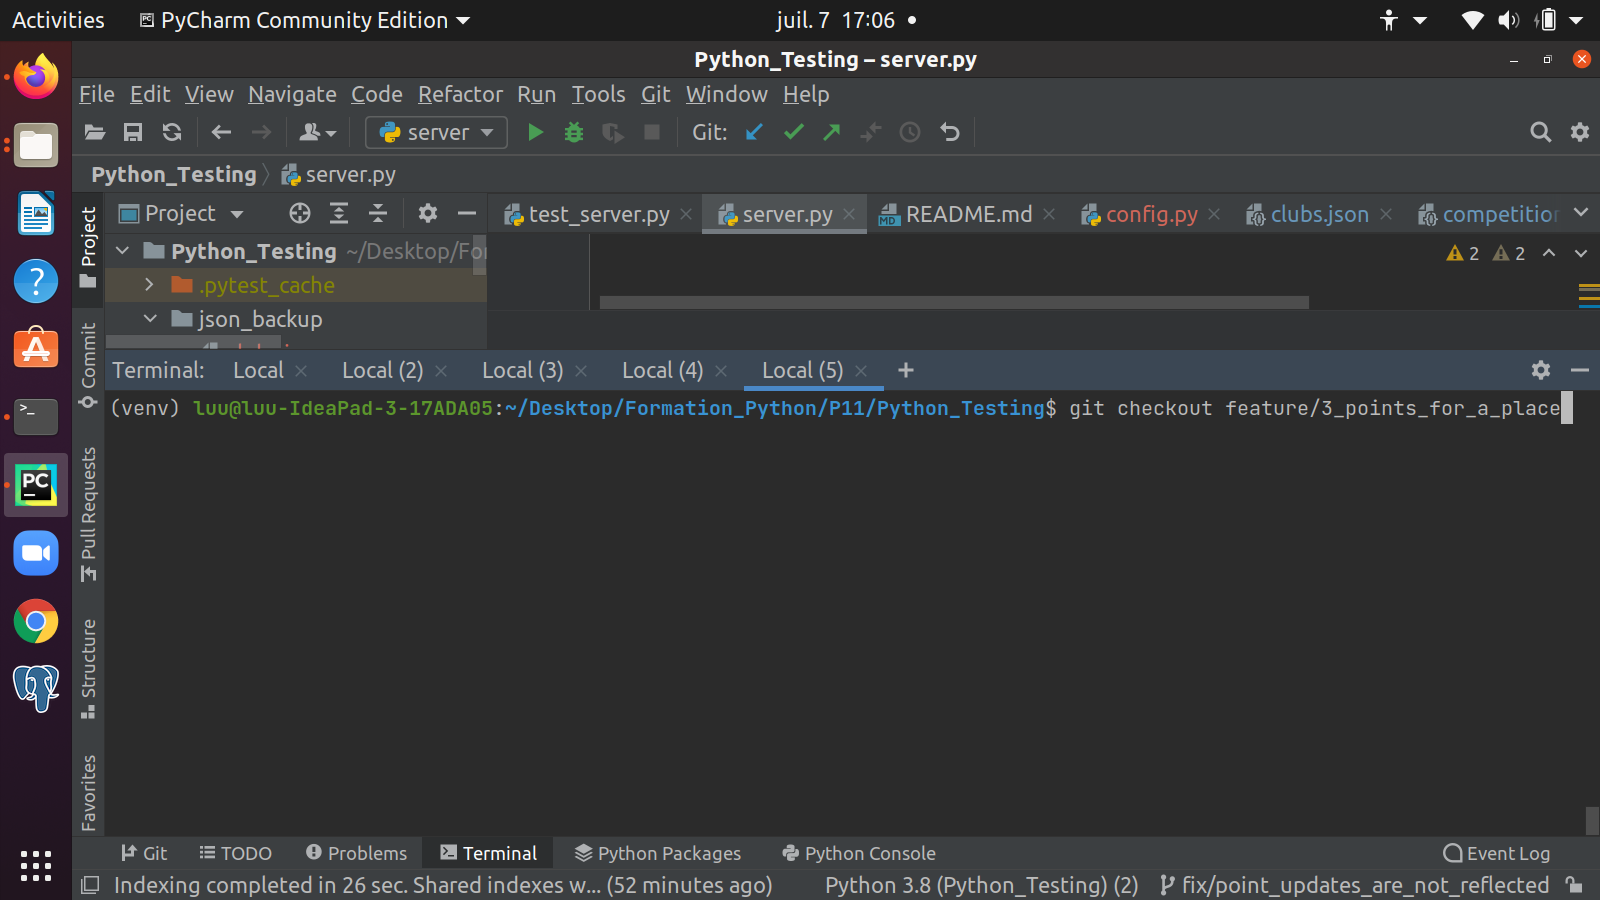 Activities PyCharm Community Edition juil. 7 17:06
Python_Testing – server.py
File Edit View Navigate Code Refactor Run Tools Git Window Help
server Git:
Python_Testing server.py
Project test_server.py server.py README.md config.py clubs.json competition
Python_Testing ~/Desktop/For 2 2
.pytest_cache
json_backup
Project
Commit
Pull Requests
Structure
Favorites
Terminal: Local Local (2) Local (3) Local (4) Local (5)
(venv) luu@luu-IdeaPad-3-17ADA05:~/Desktop/Formation_Python/P11/Python_Testing$ git checkout feature/3_points_for_a_place
Git TODO Problems Terminal Python Packages Python Console Event Log
Indexing completed in 26 sec. Shared indexes w... (52 minutes ago) Python 3.8 (Python_Testing) (2) fix/point_updates_are_not_reflected